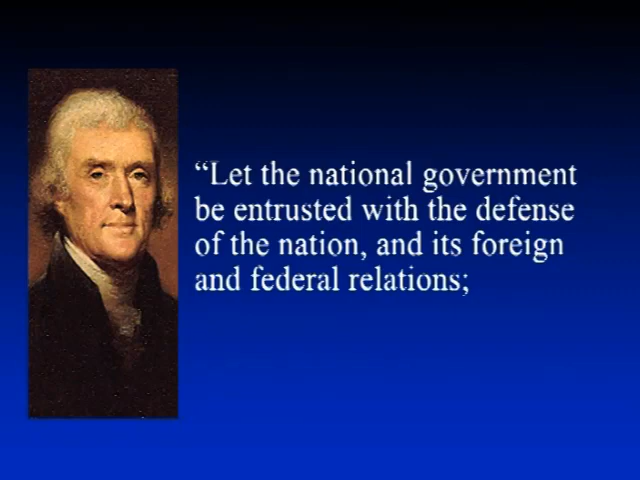 “Let the national government
be entrusted with the defense
of the nation, and its foreign
and federal relations;